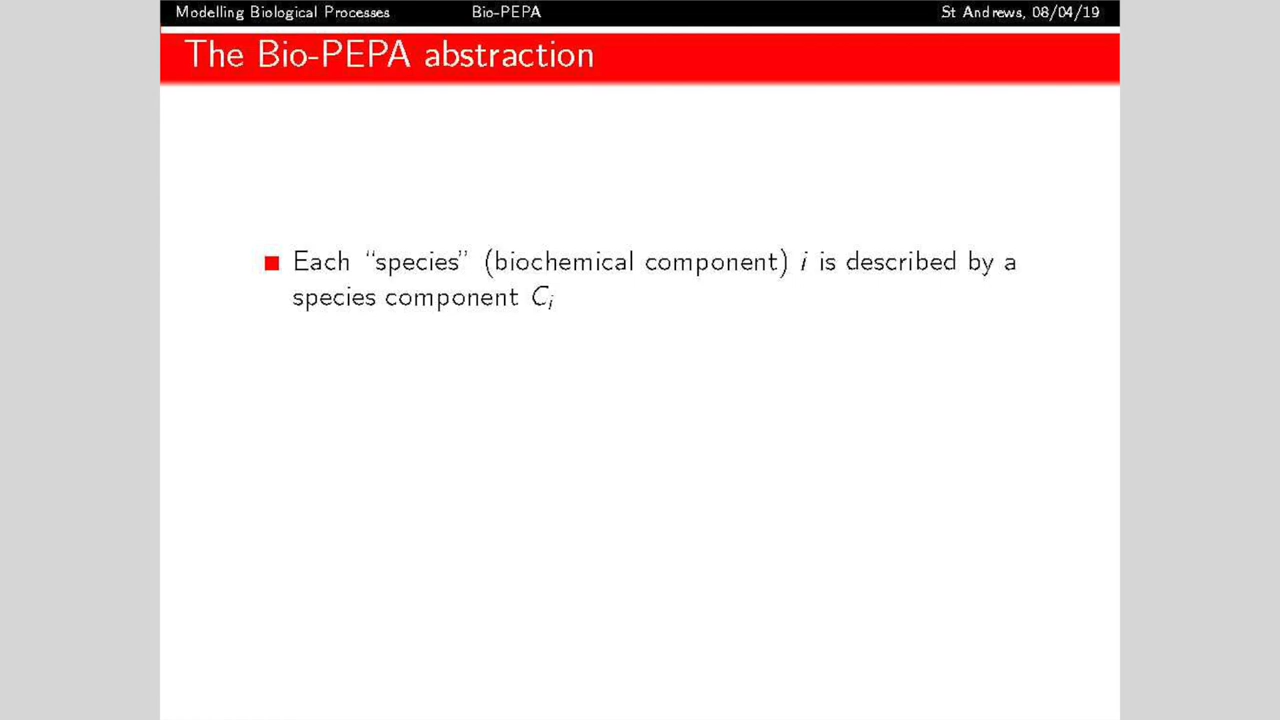 Modelling Biological Processes Bio-PEPA St Andrews, 08/04/19
The Bio-PEPA abstraction
Each “species” (biochemical component) i is described by a
species component Cᵢ